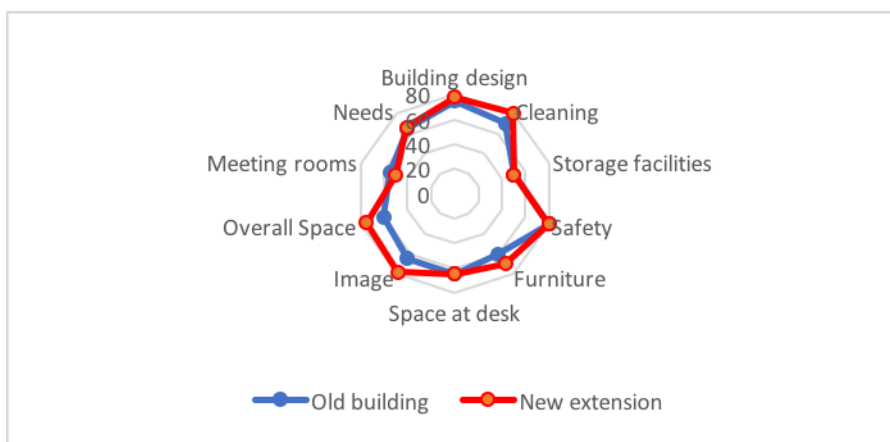 Building design
80
Needs
Cleaning
60
40
Meeting rooms
Storage facilities
20
0
Overall Space
Safety
Image
Furniture
Space at desk
Old building
New extension